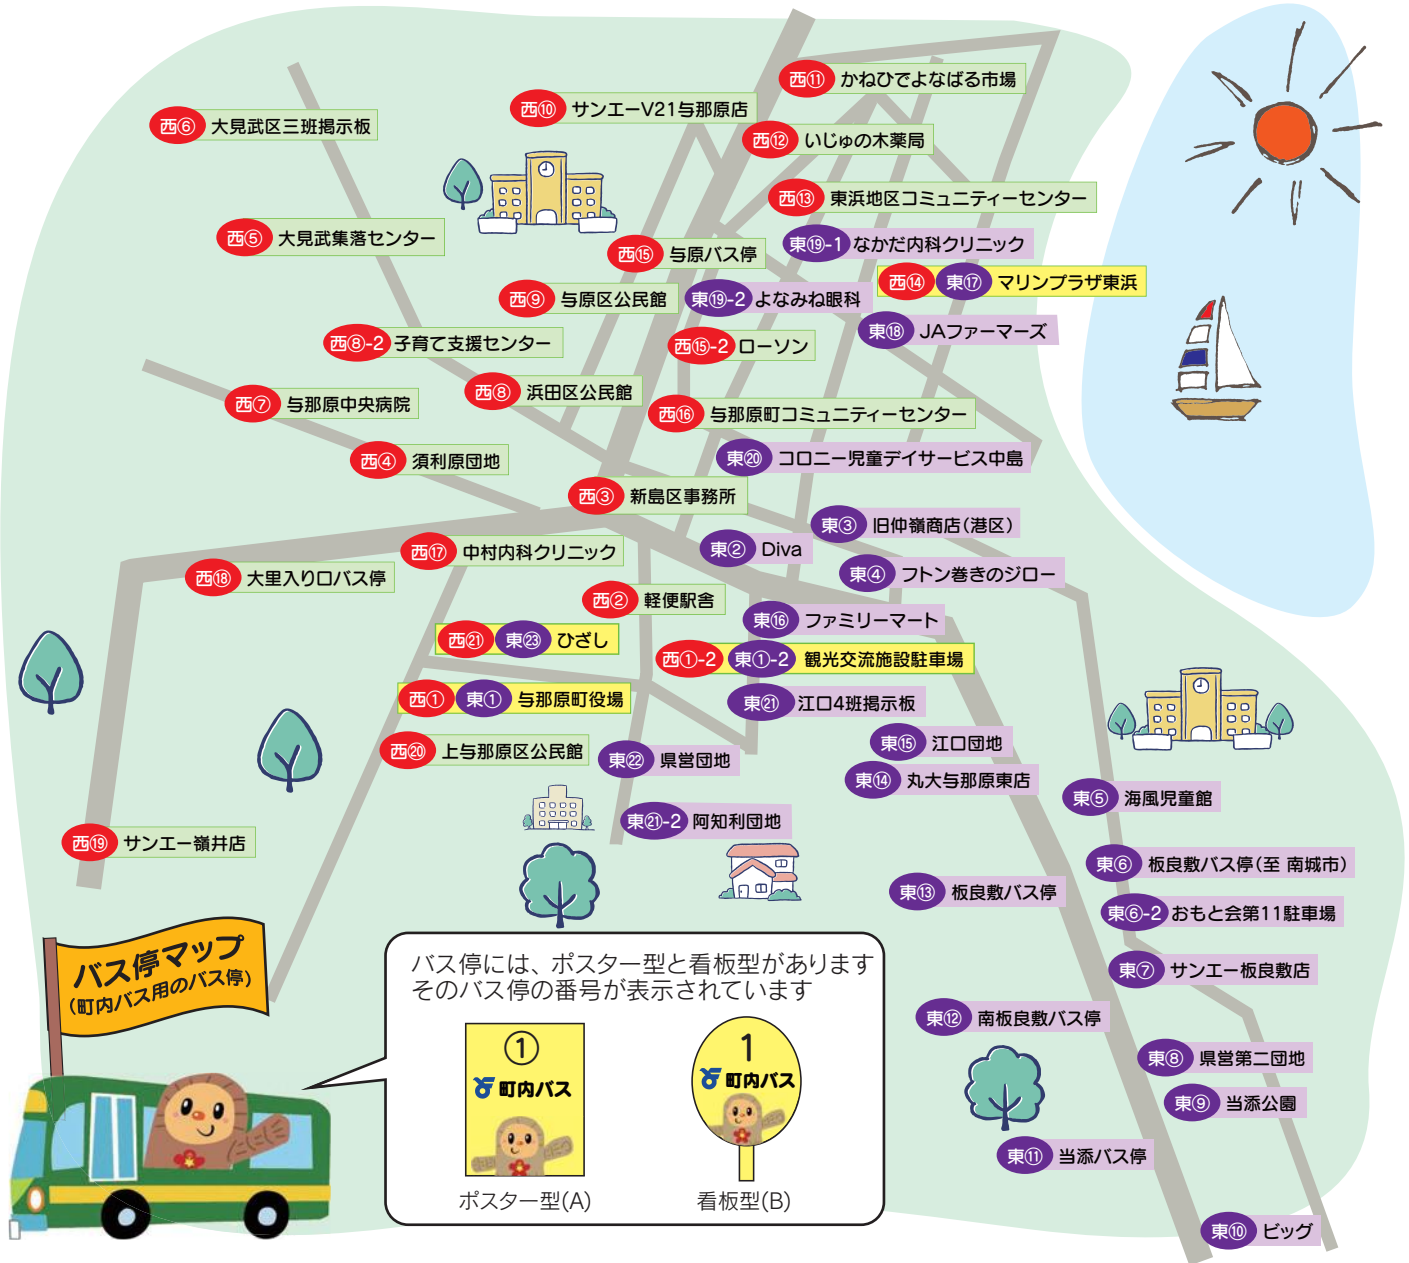 西⑪ かねひでよなばる市場
西⑩ サンエーV21与那原店
西⑥ 大見武区三班掲示板
西⑫ いじゅの木薬局
西⑬ 東浜地区コミュニティーセンター
西⑤ 大見武集落センター
東⑲-1 なかだ内科クリニック
西⑮ 与原バス停
西⑭ 東⑰ マリンプラザ東浜
西⑨ 与原区公民館
東⑲-2 よなみね眼科
東⑱ JAファーマーズ
西⑧-2 子育て支援センター
西⑮-2 ローソン
西⑧ 浜田区公民館
西⑦ 与那原中央病院
西⑯ 与那原町コミュニティーセンター
西④ 須利原団地
東⑳ コロニー児童デイサービス中島
西③ 新島区事務所
東③ 旧仲嶺商店(港区)
西⑰ 中村内科クリニック
東② Diva
西⑱ 大里入り口バス停
東④ フトン巻きのジロー
西② 軽便駅舎
東⑯ ファミリーマート
西㉑ 東㉓ ひざし
西①-2 東①-2 観光交流施設駐車場
西① 東① 与那原町役場
東㉑ 江口4班掲示板
西⑳ 上与那原区公民館
東⑮ 江口団地
東㉒ 県営団地
東⑭ 丸大与那原東店
東⑤ 海風児童館
東㉑-2 阿知利団地
西⑲ サンエー嶺井店
東⑥ 板良敷バス停(至 南城市)
東⑬ 板良敷バス停
東⑥-2 おもと会第11駐車場
東⑦ サンエー板良敷店
東⑫ 南板良敷バス停
東⑧ 県営第二団地
東⑨ 当添公園
東⑪ 当添バス停
東⑩ ビッグ
バス停マップ
(町内バス用のバス停)
バス停には、ポスター型と看板型があります
そのバス停の番号が表示されています
①
町内バス
ポスター型(A)
1
町内バス
看板型(B)